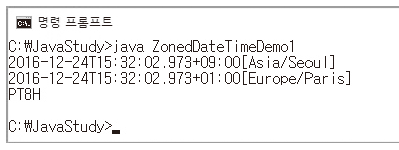 명령 프롬프트
C:₩JavaStudy>java ZonedDateTimeDemo1
2016-12-24T15:32:02.973+09:00[Asia/Seoul]
2016-12-24T15:32:02.973+01:00[Europe/Paris]
PT8H
C:₩JavaStudy>_